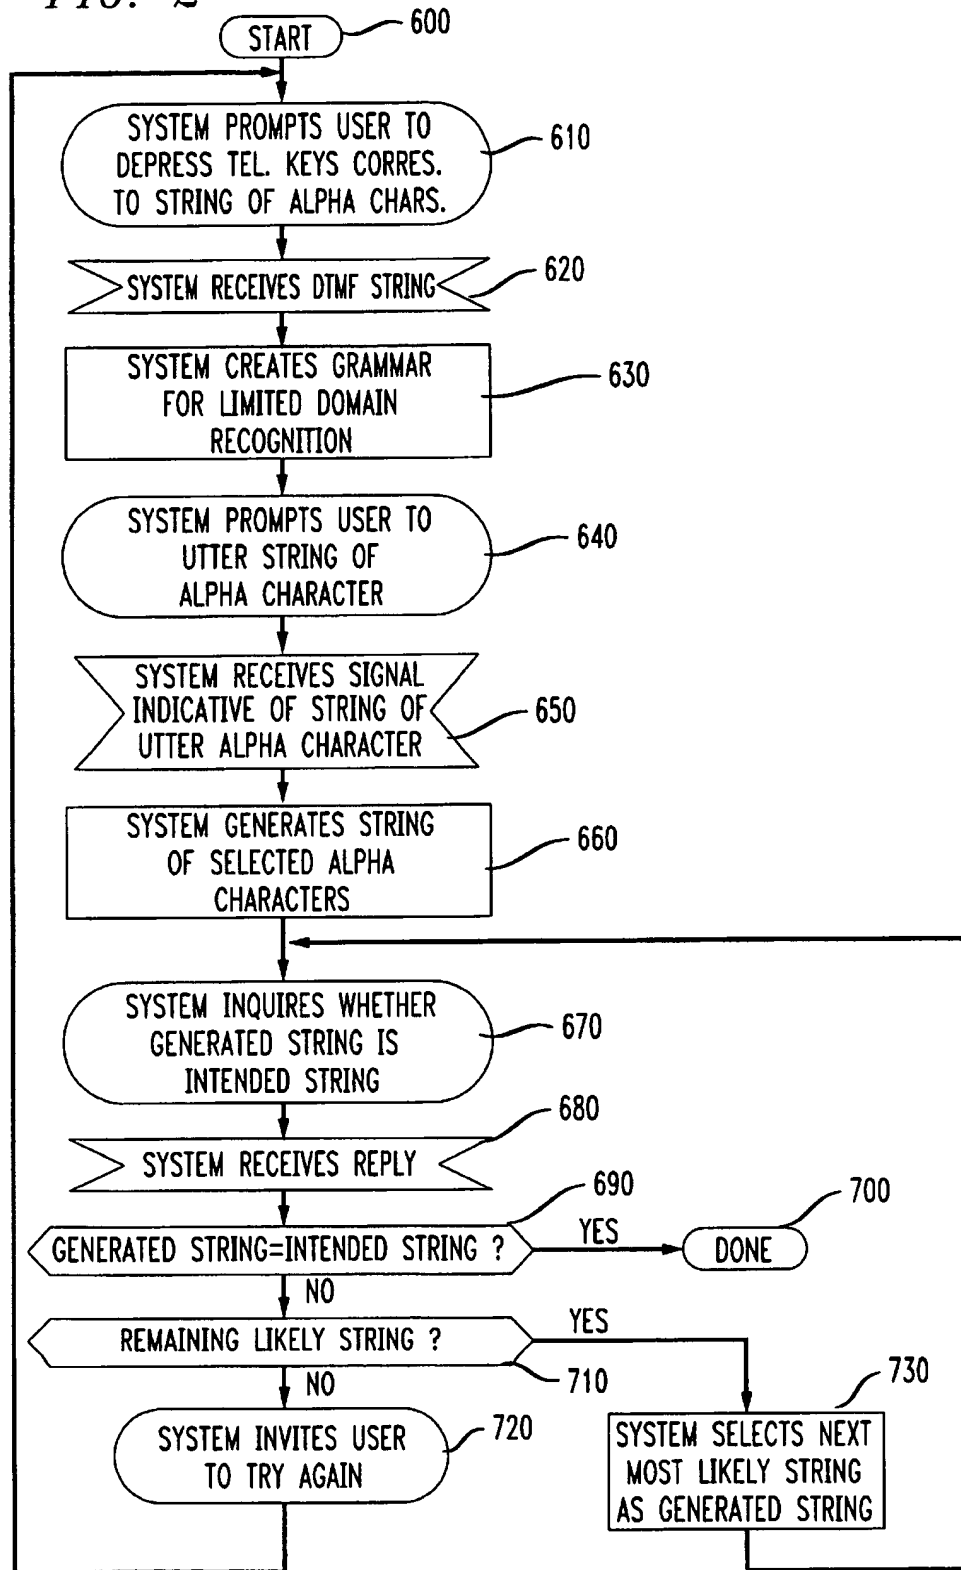 FIG. 2
START
600
SYSTEM PROMPTS USER TO
DEPRESS TEL. KEYS CORRES.
TO STRING OF ALPHA CHARS.
610
SYSTEM RECEIVES DTMF STRING
620
SYSTEM CREATES GRAMMAR
FOR LIMITED DOMAIN
RECOGNITION
630
SYSTEM PROMPTS USER TO
UTTER STRING OF
ALPHA CHARACTER
640
SYSTEM RECEIVES SIGNAL
INDICATIVE OF STRING OF
UTTER ALPHA CHARACTER
650
SYSTEM GENERATES STRING
OF SELECTED ALPHA
CHARACTERS
660
SYSTEM INQUIRES WHETHER
GENERATED STRING IS
INTENDED STRING
670
SYSTEM RECEIVES REPLY
680
GENERATED STRING=INTENDED STRING ?
690
YES
DONE
700
NO
REMAINING LIKELY STRING ?
710
YES
NO
SYSTEM INVITES USER
TO TRY AGAIN
720
SYSTEM SELECTS NEXT
MOST LIKELY STRING
AS GENERATED STRING
730